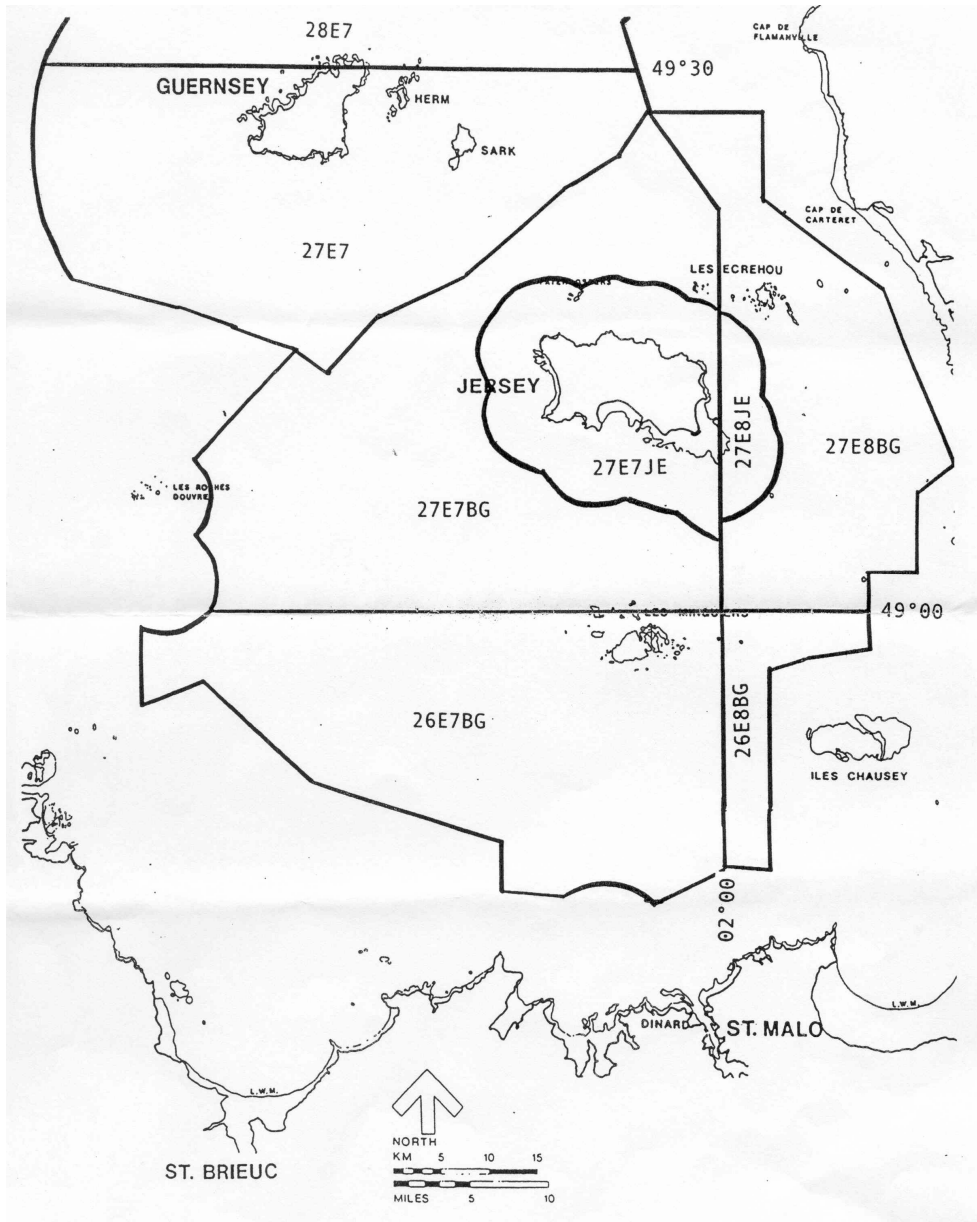 28E7
CAP DE
FLAMANVILLE
49°30
GUERNSEY
HERM
SARK
CAP DE
CARTERET
27E7
LES ECREHOU
JERSEY
27E8JE
27E8BG
27E7JE
LES ROCHES
DOUVRE
27E7BG
49°00
26E7BG
26E8BG
ILES CHAUSEY
02°00
L.W.M.
DINARD
ST. MALO
L.W.M.
NORTH
KM 5 10 15
MILES 5 10
ST. BRIEUC